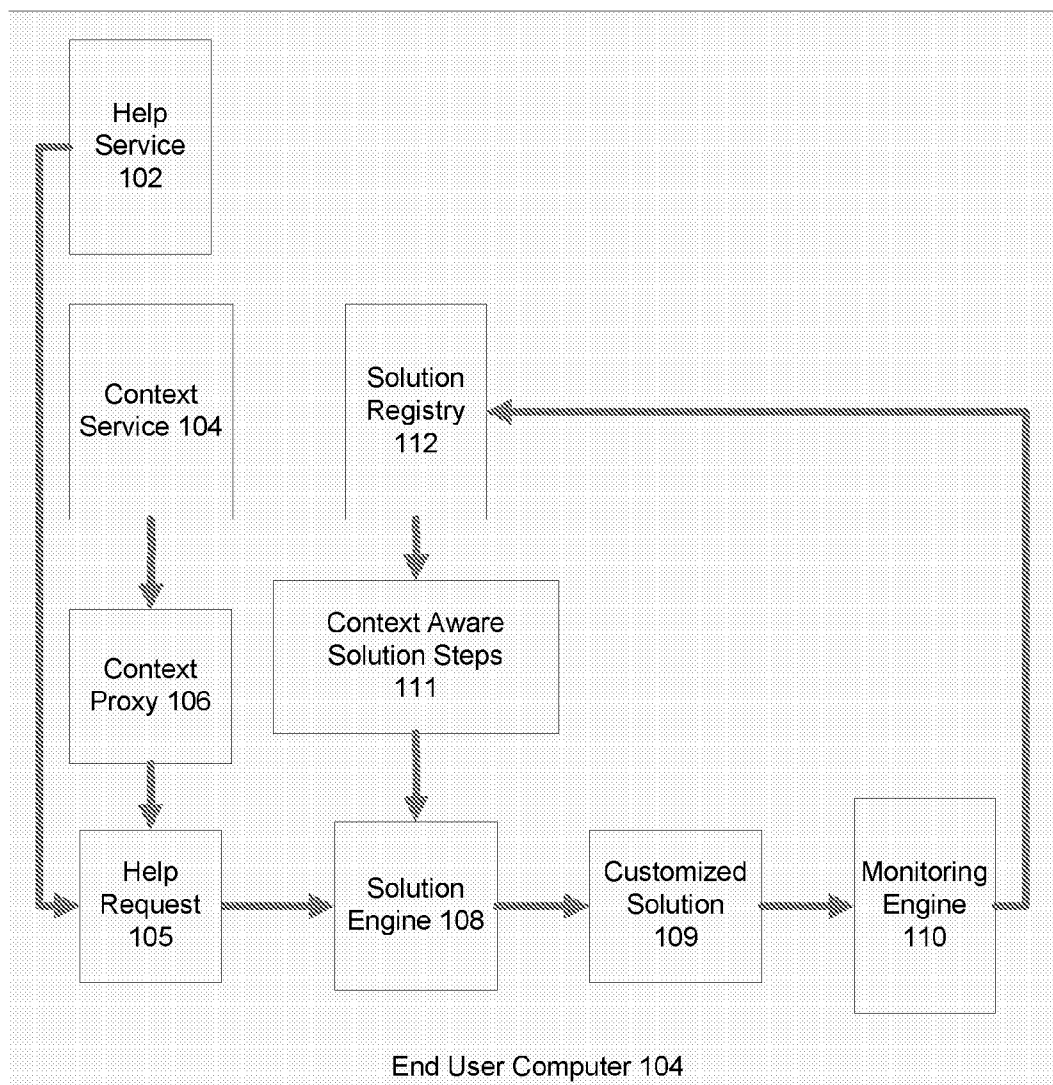 Help
Service
102
Context
Service 104
Solution
Registry
112
Context
Proxy 106
Context Aware
Solution Steps
111
Help
Request
105
Solution
Engine 108
Customized
Solution
109
Monitoring
Engine
110
End User Computer 104